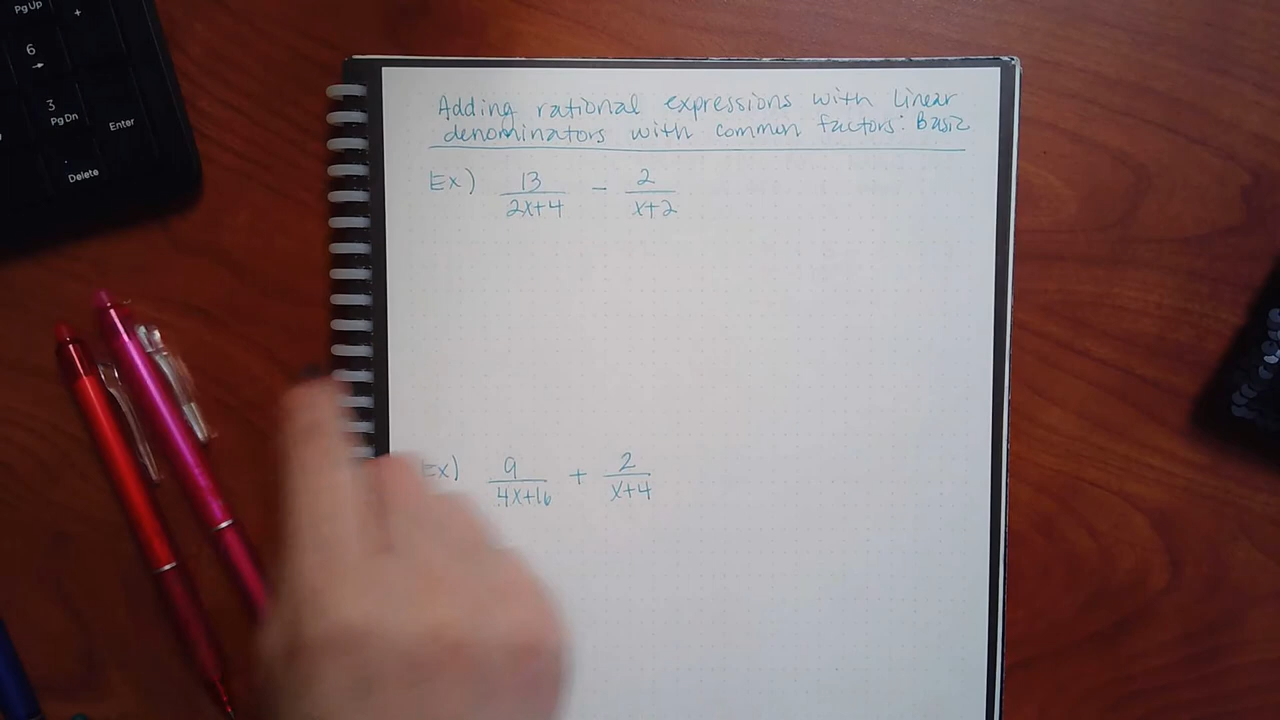 PgUp
+
6
→
3
PgDn
Enter
Delete
Adding rational expressions with linear
denominators with common factors: Basic
Ex) 13/2x+4 - 2/x+2
Ex) 9/4x+16 + 2/x+4